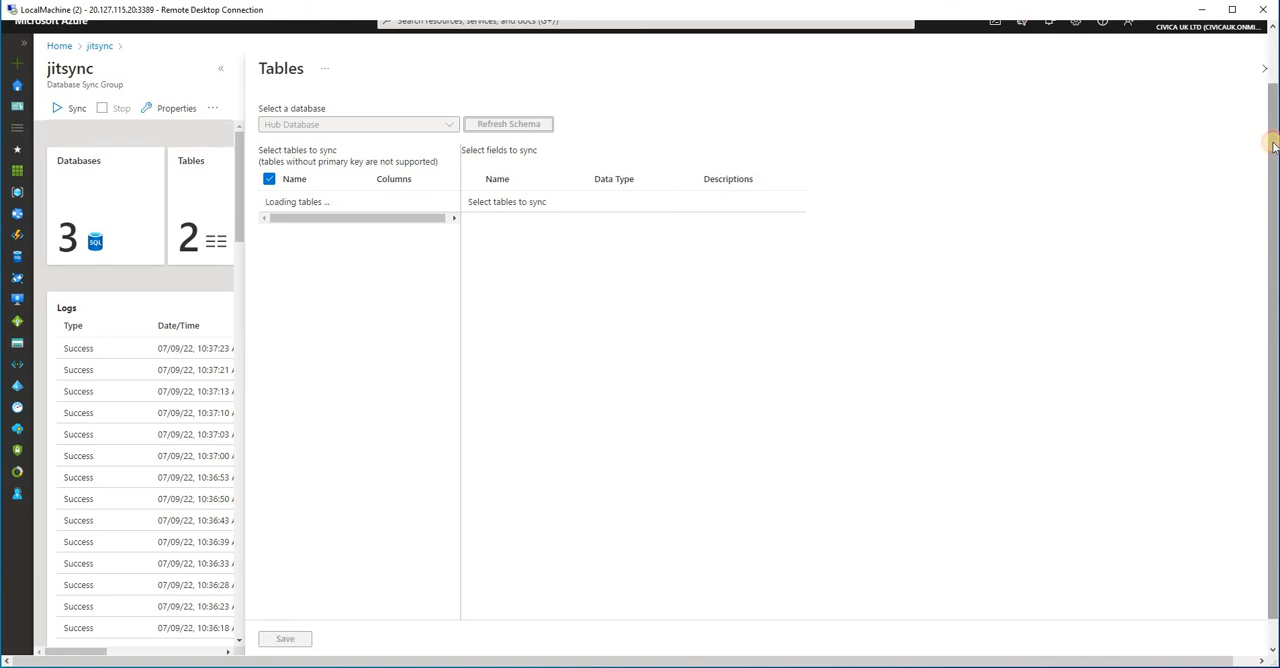 LocalMachine (2) - 20.127.115.20:3389 - Remote Desktop Connection
Microsoft Azure
Search resources, services, and docs (G+/)
CIVICA UK LTD (CIVICAUK.ONMI...
Home > jitsync >
jitsync
Database Sync Group
Sync Stop Properties ...
Databases
3
SQL
Tables
2
Logs
Type Date/Time
Success 07/09/22, 10:37:23 A
Success 07/09/22, 10:37:21 A
Success 07/09/22, 10:37:13 A
Success 07/09/22, 10:37:10 A
Success 07/09/22, 10:37:03 A
Success 07/09/22, 10:37:00 A
Success 07/09/22, 10:36:53 A
Success 07/09/22, 10:36:50 A
Success 07/09/22, 10:36:43 A
Success 07/09/22, 10:36:39 A
Success 07/09/22, 10:36:33 A
Success 07/09/22, 10:36:28 A
Success 07/09/22, 10:36:23 A
Success 07/09/22, 10:36:18 A
Tables ...
Select a database
Hub Database Refresh Schema
Select tables to sync
(tables without primary key are not supported)
Name Columns
Loading tables ...
Select fields to sync
Name Data Type Descriptions
Select tables to sync
Save